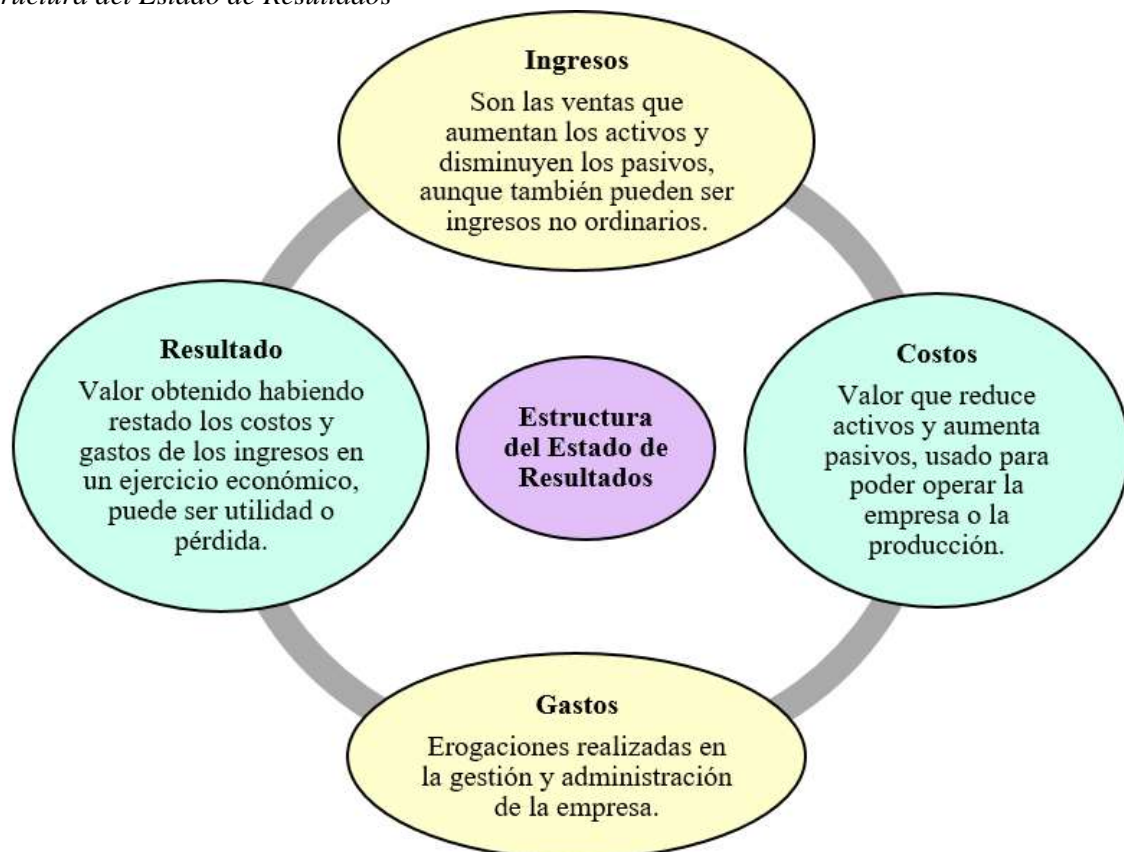 del Estado de Resultados
Ingresos
Son las ventas que
aumentan los activos y
disminuyen los pasivos,
aunque también pueden ser
ingresos no ordinarios.
Resultado
Valor obtenido habiendo
restado los costos y
gastos de los ingresos en
un ejercicio económico,
puede ser utilidad o
pérdida.
Estructura
del Estado de
Resultados
Costos
Valor que reduce
activos y aumenta
pasivos, usado para
poder operar la
empresa o la
producción.
Gastos
Erogaciones realizadas en
la gestión y administración
de la empresa.